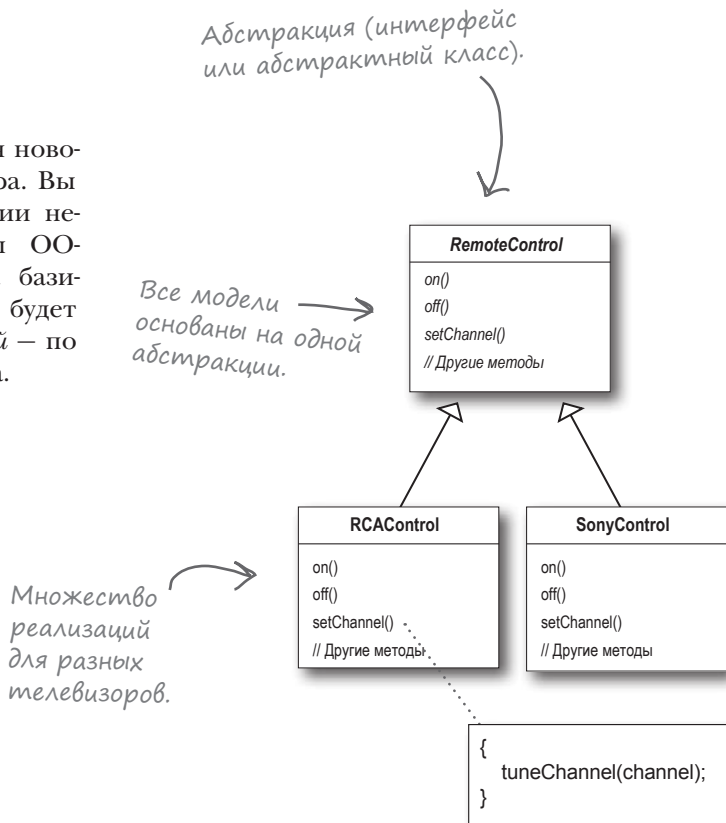 Абстракция (интерфейс
или абстрактный класс).
ново-
Вы
нии не-
ОО-
бази-
будет
— по
RemoteControl
on()
off()
setChannel()
// Другие методы
Все модели
основаны на одной
абстракции.
RCAControl
on()
off()
setChannel()
// Другие методы
SonyControl
on()
off()
setChannel()
// Другие методы
Множество
реализаций
для разных
телевизоров.
{
tuneChannel(channel);
}